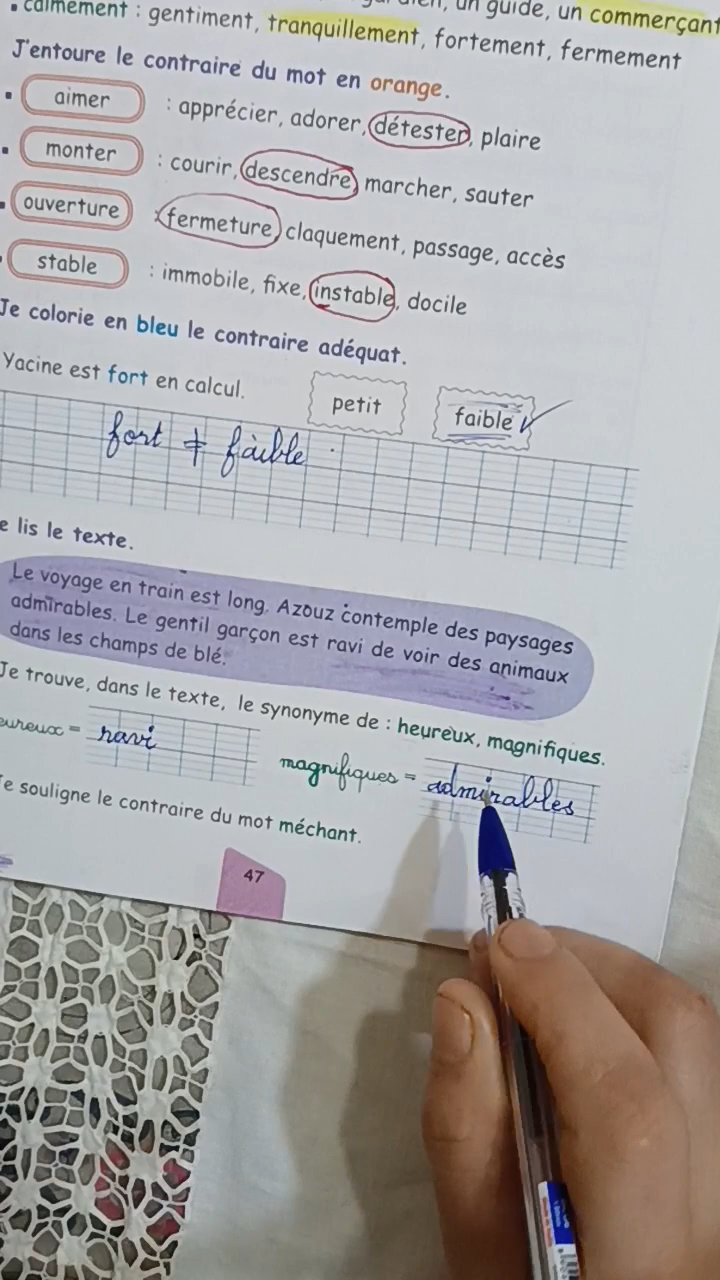 calmement : gentiment, tranquillement, fortement, fermement
un guide, un commerçant
J'entoure le contraire du mot en orange.
aimer : apprécier, adorer, détester, plaire
monter : courir, descendre, marcher, sauter
ouverture : fermeture, claquement, passage, accès
stable : immobile, fixe, instable, docile
Je colorie en bleu le contraire adéquat.
Yacine est fort en calcul. petit faible
fort ≠ faible
e lis le texte.
Le voyage en train est long. Azouz contemple des paysages
admirables. Le gentil garçon est ravi de voir des animaux
dans les champs de blé.
Je trouve, dans le texte, le synonyme de : heureux, magnifiques.
eureux = ravi magnifiques = admirables
Je souligne le contraire du mot méchant.
47